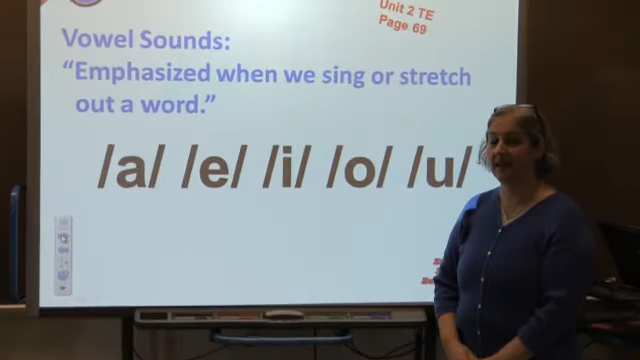 Unit 2 TE
Page 69
Vowel Sounds:
“Emphasized when we sing or stretch
out a word.”
/a/ /e/ /i/ /o/ /u/